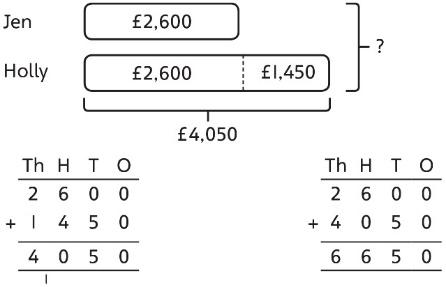 Jen £2,600
?
Holly £2,600 £1,450
£4,050
Th H T O
2 6 0 0
+ 1 4 5 0
4 0 5 0
1
Th H T O
2 6 0 0
+ 4 0 5 0
6 6 5 0